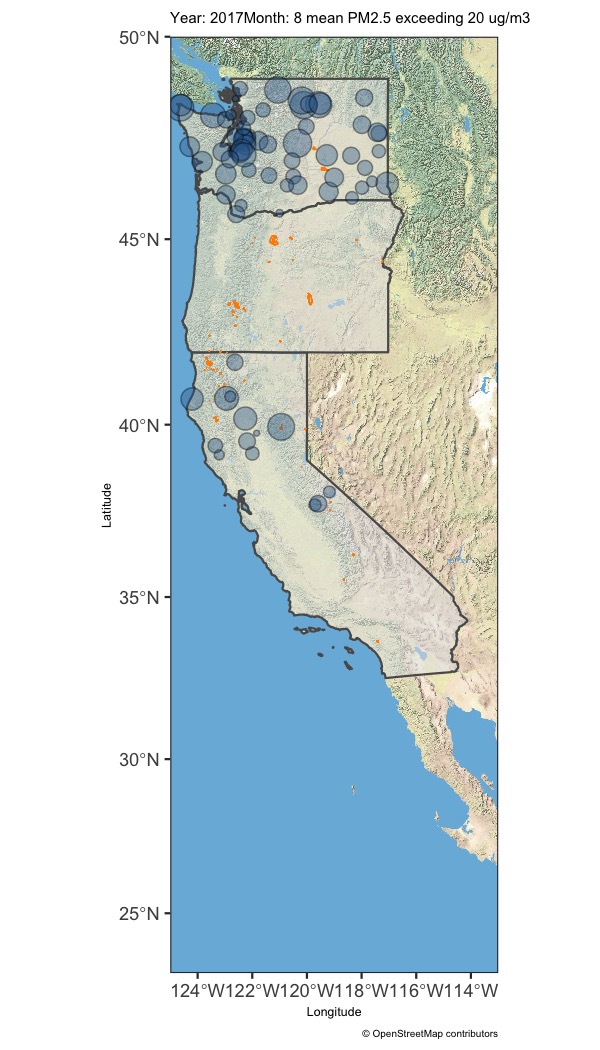 Year: 2017Month: 8 mean PM2.5 exceeding 20 ug/m3
50°N
45°N
40°N
35°N
30°N
25°N
Latitude
124°W122°W120°W118°W116°W114°W
Longitude
© OpenStreetMap contributors